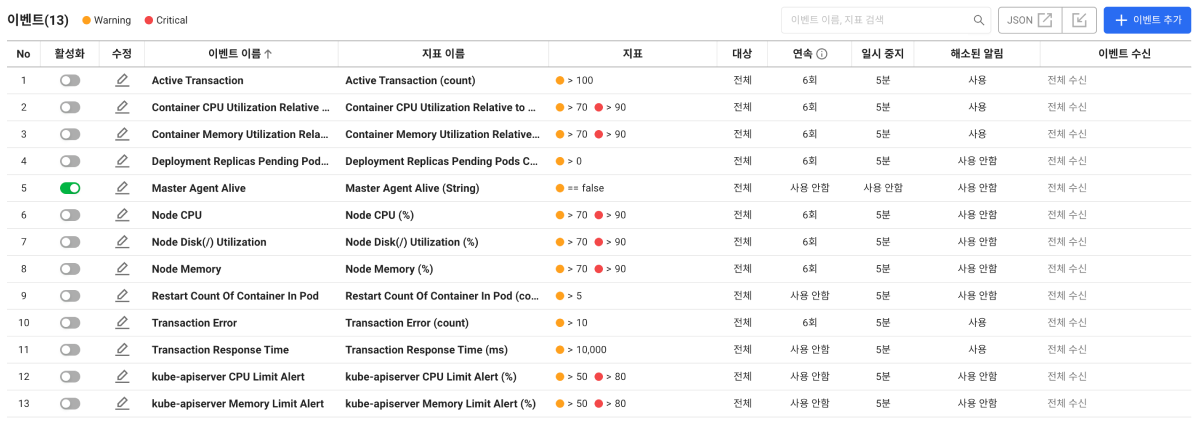 이벤트(13) Warning Critical 이벤트 이름, 지표 검색 JSON 이벤트 추가
No 활성화 수정 이벤트 이름 지표 이름 지표 대상 연속 일시 중지 해소된 알림 이벤트 수신
1 Active Transaction Active Transaction (count) > 100 전체 6회 5분 사용 전체 수신
2 Container CPU Utilization Relative ... Container CPU Utilization Relative to ... > 70 > 90 전체 6회 5분 사용 전체 수신
3 Container Memory Utilization Rela... Container Memory Utilization Relative... > 70 > 90 전체 6회 5분 사용 전체 수신
4 Deployment Replicas Pending Pod... Deployment Replicas Pending Pods C... > 0 전체 6회 5분 사용 안함 전체 수신
5 Master Agent Alive Master Agent Alive (String) == false 전체 사용 안함 사용 안함 사용 안함 전체 수신
6 Node CPU Node CPU (%) > 70 > 90 전체 6회 5분 사용 안함 전체 수신
7 Node Disk(/) Utilization Node Disk(/) Utilization (%) > 70 > 90 전체 6회 5분 사용 안함 전체 수신
8 Node Memory Node Memory (%) > 70 > 90 전체 6회 5분 사용 안함 전체 수신
9 Restart Count Of Container In Pod Restart Count Of Container In Pod (co... > 5 전체 사용 안함 5분 사용 안함 전체 수신
10 Transaction Error Transaction Error (count) > 10 전체 6회 5분 사용 전체 수신
11 Transaction Response Time Transaction Response Time (ms) > 10,000 전체 사용 안함 5분 사용 전체 수신
12 kube-apiserver CPU Limit Alert kube-apiserver CPU Limit Alert (%) > 50 > 80 전체 사용 안함 5분 사용 안함 전체 수신
13 kube-apiserver Memory Limit Alert kube-apiserver Memory Limit Alert (%) > 50 > 80 전체 사용 안함 5분 사용 안함 전체 수신